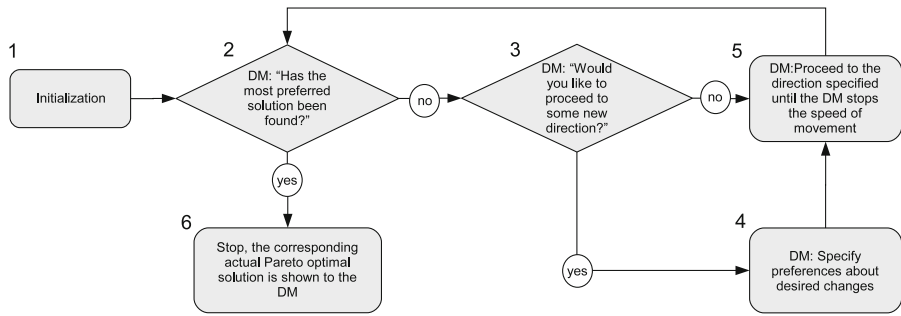 1
Initialization
2
DM: “Has the
most preferred
solution been
found?”
no
yes
3
DM: “Would
you like to
proceed to
some new
direction?”
no
yes
5
DM:Proceed to the
direction specified
until the DM stops
the speed of
movement
4
DM: Specify
preferences about
desired changes
6
Stop, the corresponding
actual Pareto optimal
solution is shown to the
DM